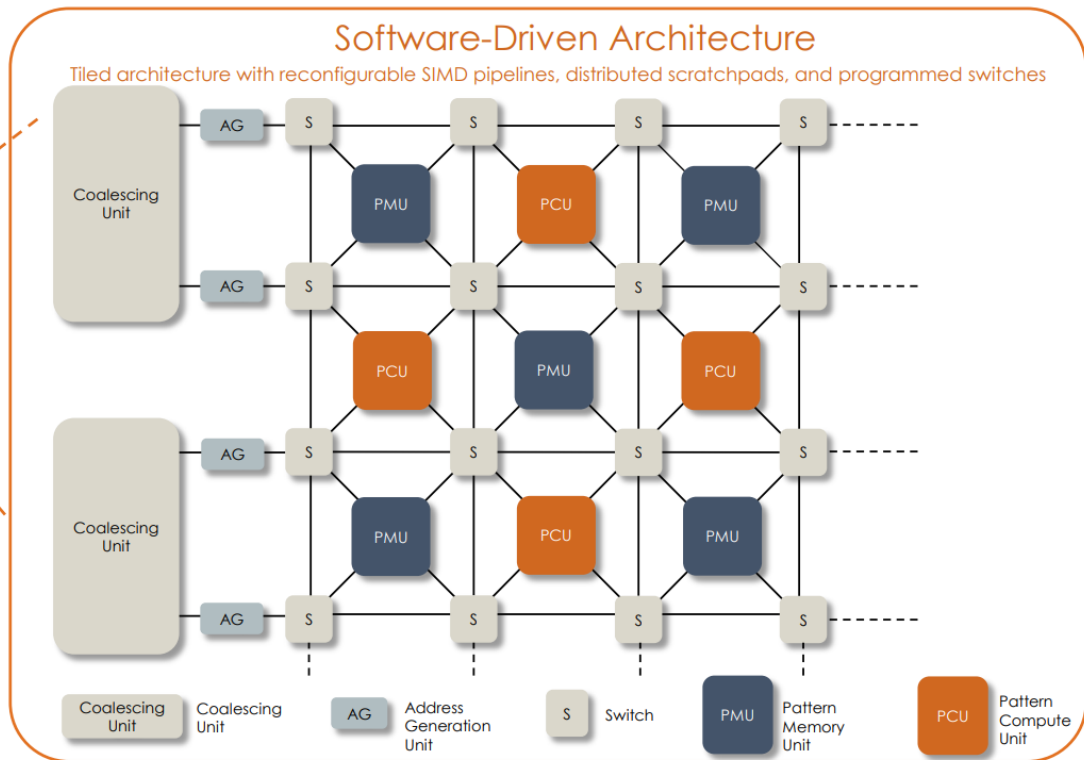 Software-Driven Architecture
Tiled architecture with reconfigurable SIMD pipelines, distributed scratchpads, and programmed switches
Coalescing
Unit
AG
S
S
S
S
PMU
PCU
PMU
AG
S
S
S
S
PCU
PMU
PCU
Coalescing
Unit
AG
S
S
S
S
PMU
PCU
PMU
AG
S
S
S
S
Coalescing
Unit
Coalescing
Unit
AG
Address
Generation
Unit
S
Switch
PMU
Pattern
Memory
Unit
PCU
Pattern
Compute
Unit